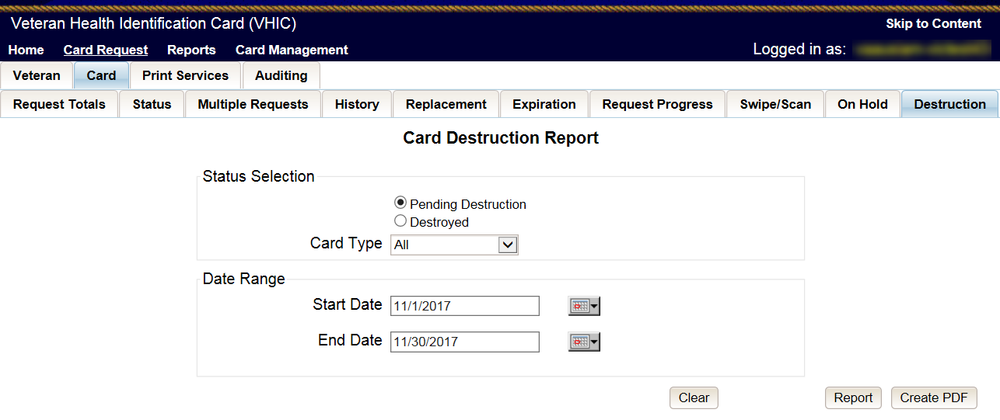 Veteran Health Identification Card (VHIC) Skip to Content
Home Card Request Reports Card Management Logged in as:
Veteran Card Print Services Auditing
Request Totals Status Multiple Requests History Replacement Expiration Request Progress Swipe/Scan On Hold Destruction
Card Destruction Report
Status Selection
Pending Destruction
Destroyed
Card Type All
Date Range
Start Date 11/1/2017
End Date 11/30/2017
Clear Report Create PDF